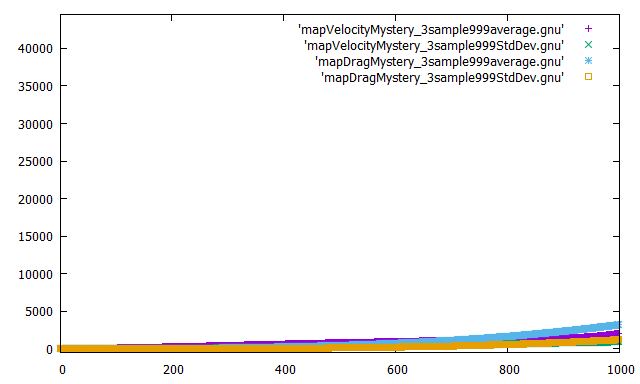 'mapVelocityMystery_3sample999average.gnu'
'mapVelocityMystery_3sample999StdDev.gnu'
'mapDragMystery_3sample999average.gnu'
'mapDragMystery_3sample999StdDev.gnu'
40000
35000
30000
25000
20000
15000
10000
5000
0
0 200 400 600 800 1000